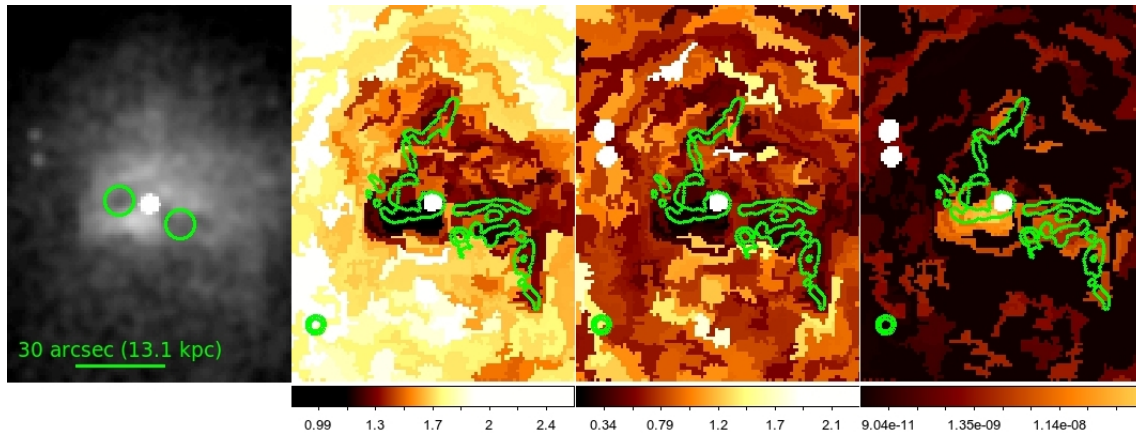 30 arcsec (13.1 kpc)
0.99 1.3 1.7 2 2.4
0.34 0.79 1.2 1.7 2.1
9.04e-11 1.35e-09 1.14e-08